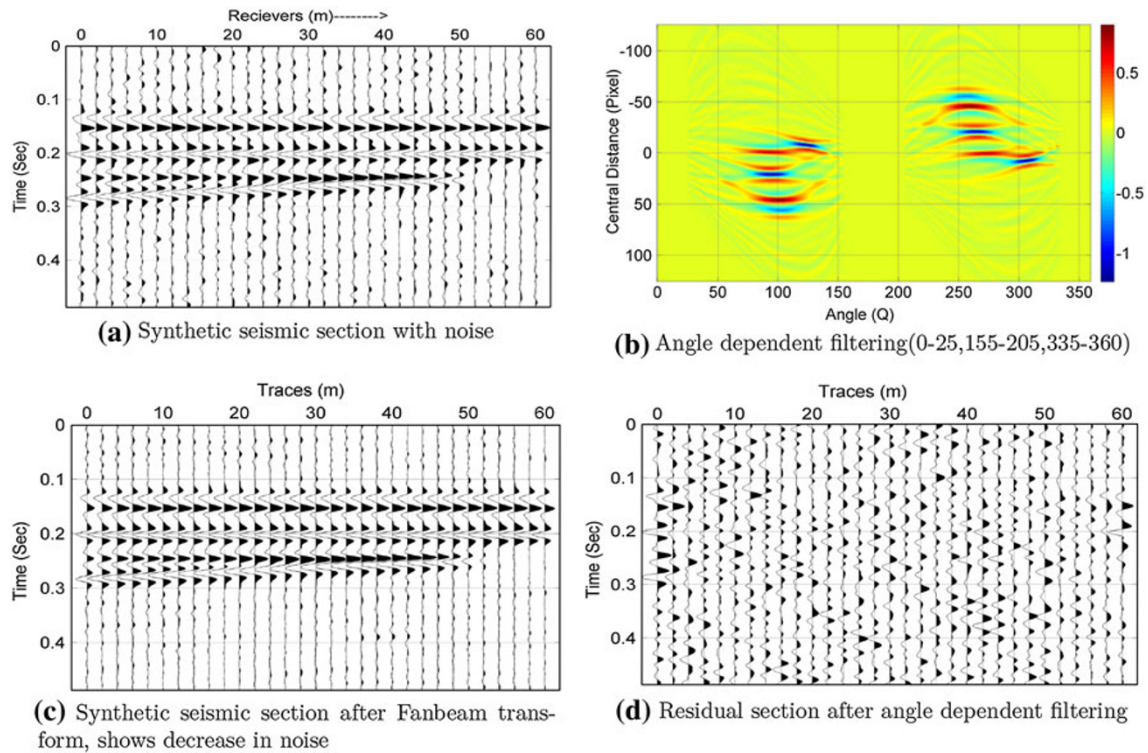 Recievers (m)-------->
0 10 20 30 40 50 60
0
0.1
0.2
0.3
0.4
Time (Sec)
(a) Synthetic seismic section with noise
-100
-50
0
50
100
Central Distance (Pixel)
0 50 100 150 200 250 300 350
Angle (Q)
0.5
0
-0.5
-1
(b) Angle dependent filtering(0-25,155-205,335-360)
Traces (m)
0 10 20 30 40 50 60
0
0.1
0.2
0.3
0.4
Time (Sec)
(c) Synthetic seismic section after Fanbeam trans-
form, shows decrease in noise
Traces (m)
0 10 20 30 40 50 60
0
0.1
0.2
0.3
0.4
Time (Sec)
(d) Residual section after angle dependent filtering